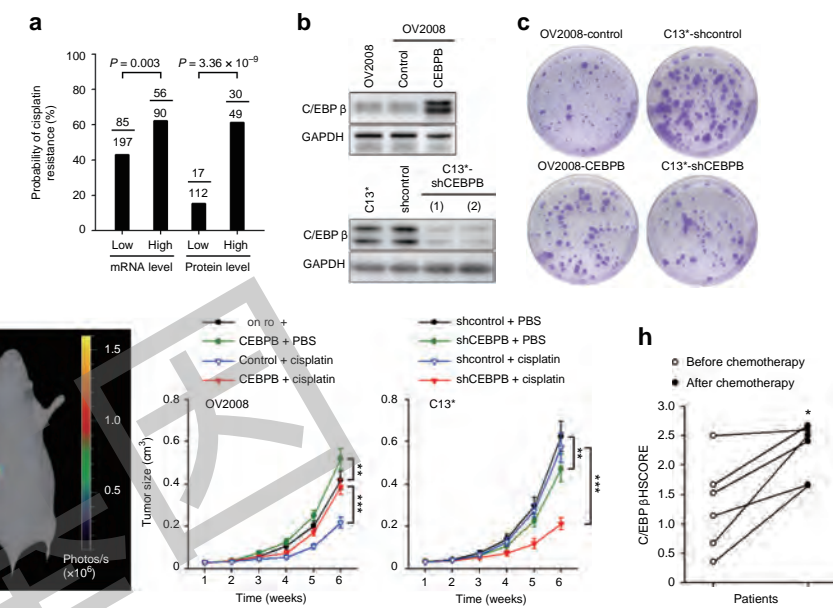 a
P = 0.003
P = 3.36 × 10–9
Probability of cisplatin
resistance (%)
100
80
60
40
20
0
85
197
56
90
17
112
30
49
Low High Low High
mRNA level Protein level
b
OV2008
OV2008
Control
CEBPB
C/EBP β
GAPDH
C13*-
shCEBPB
C13*
shcontrol
(1) (2)
C/EBP β
GAPDH
c
OV2008-control C13*-shcontrol
OV2008-CEBPB C13*-shCEBPB
1.5
1.0
0.5
Photos/s
(×10⁶)
on ro +
CEBPB + PBS
Control + cisplatin
CEBPB + cisplatin
OV2008
Tumor size (cm3)
0.8
0.6
0.4
0.2
0
**
***
1 2 3 4 5 6
Time (weeks)
shcontrol + PBS
shCEBPB + PBS
shcontrol + cisplatin
shCEBPB + cisplatin
C13*
0.8
0.6
0.4
0.2
0
**
***
1 2 3 4 5 6
Time (weeks)
h
Before chemotherapy
After chemotherapy
C/EBP βHSCORE
3.0
2.5
2.0
1.5
1.0
0.5
0
*
Patients